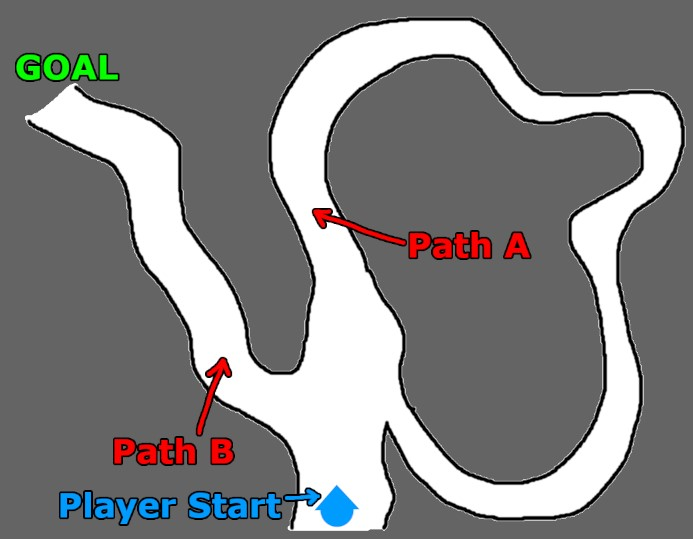 GOAL
Path A
Path B
Player Start